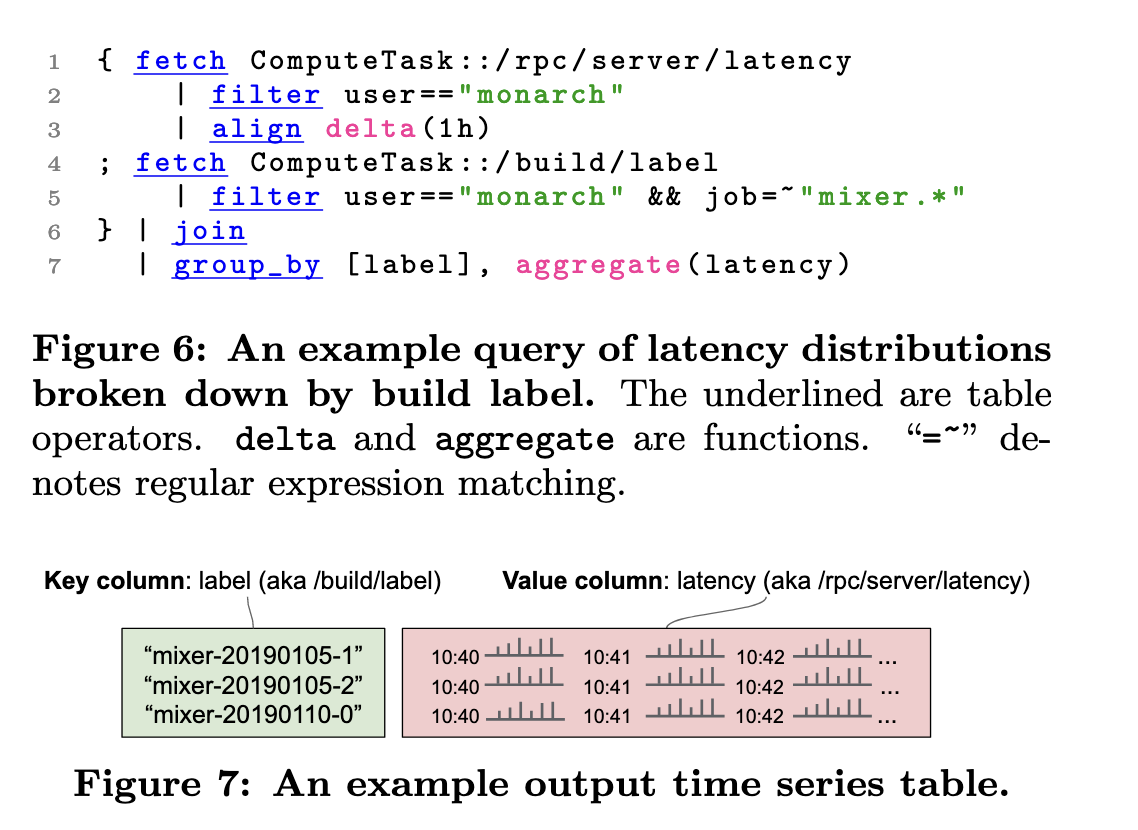 1 { fetch ComputeTask::/rpc/server/latency
2 | filter user=="monarch"
3 | align delta(1h)
4 ; fetch ComputeTask::/build/label
5 | filter user=="monarch" && job=~"mixer.*"
6 } | join
7 | group_by [label], aggregate(latency)
Figure 6: An example query of latency distributions
broken down by build label. The underlined are table
operators. delta and aggregate are functions. “=~” de-
notes regular expression matching.
Key column: label (aka /build/label) Value column: latency (aka /rpc/server/latency)
“mixer-20190105-1” 10:40 10:41 10:42 ...
“mixer-20190105-2” 10:40 10:41 10:42 ...
“mixer-20190110-0” 10:40 10:41 10:42 ...
Figure 7: An example output time series table.